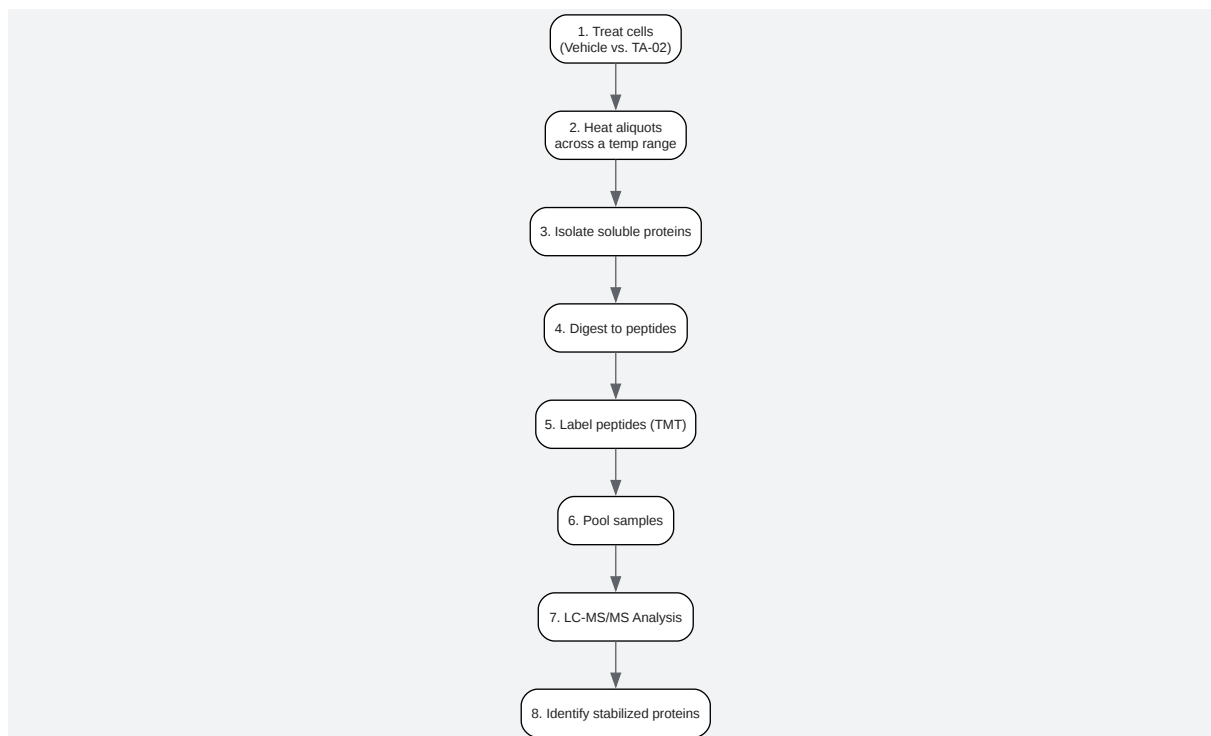 1. Treat cells
(Vehicle vs. TA-02)
2. Heat aliquots
across a temp range
3. Isolate soluble proteins
4. Digest to peptides
5. Label peptides (TMT)
6. Pool samples
7. LC-MS/MS Analysis
8. Identify stabilized proteins